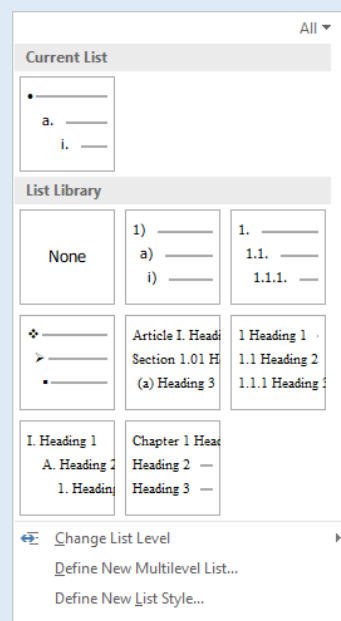 All
Current List
a.
i.
List Library
None
1)
a)
i)
1.
1.1.
1.1.1.
Article I. Headi
Section 1.01 H
(a) Heading 3
1 Heading 1
1.1 Heading 2
1.1.1 Heading 3
I. Heading 1
A. Heading 2
1. Heading
Chapter 1 Head
Heading 2
Heading 3
Change List Level
Define New Multilevel List...
Define New List Style...